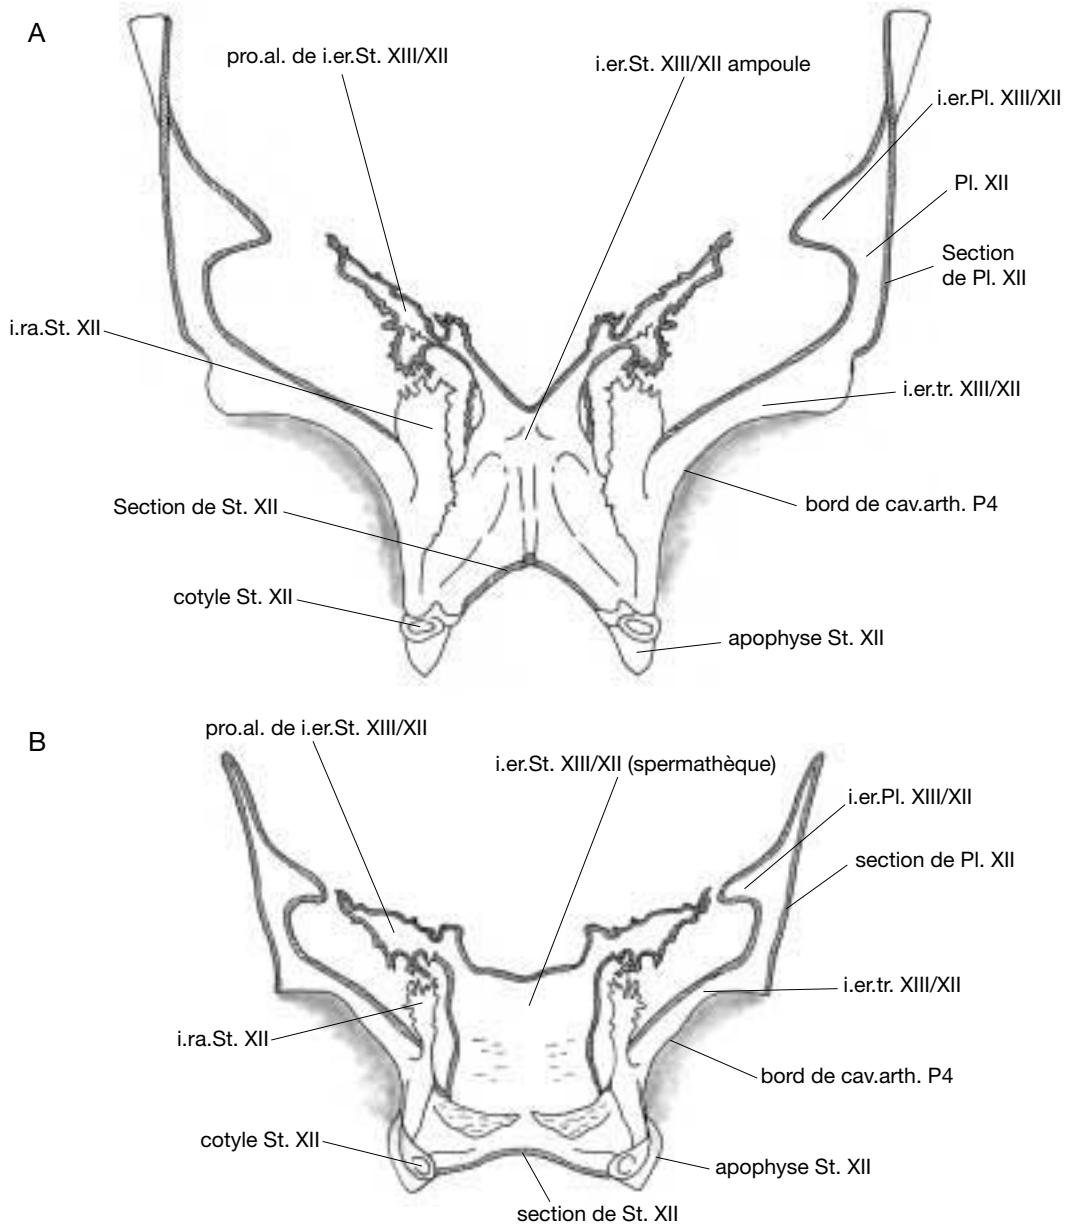 A
pro.al. de i.er.St. XIII/XII
i.er.St. XIII/XII ampoule
i.er.Pl. XIII/XII
Pl. XII
Section
de Pl. XII
i.ra.St. XII
i.er.tr. XIII/XII
Section de St. XII
bord de cav.arth. P4
cotyle St. XII
apophyse St. XII
B
pro.al. de i.er.St. XIII/XII
i.er.St. XIII/XII (spermathèque)
i.er.Pl. XIII/XII
section de Pl. XII
i.er.tr. XIII/XII
i.ra.St. XII
bord de cav.arth. P4
cotyle St. XII
apophyse St. XII
section de St. XII